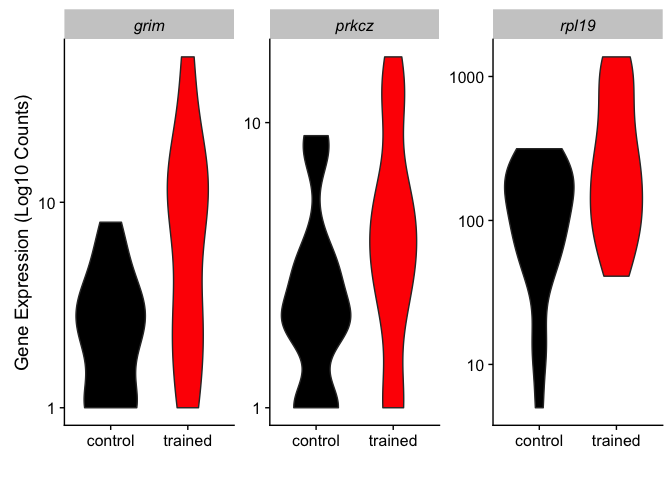 grim
prkcz
rpl19
Gene Expression (Log10 Counts)
10
1
10
1
1000
100
10
control
trained
control
trained
control
trained